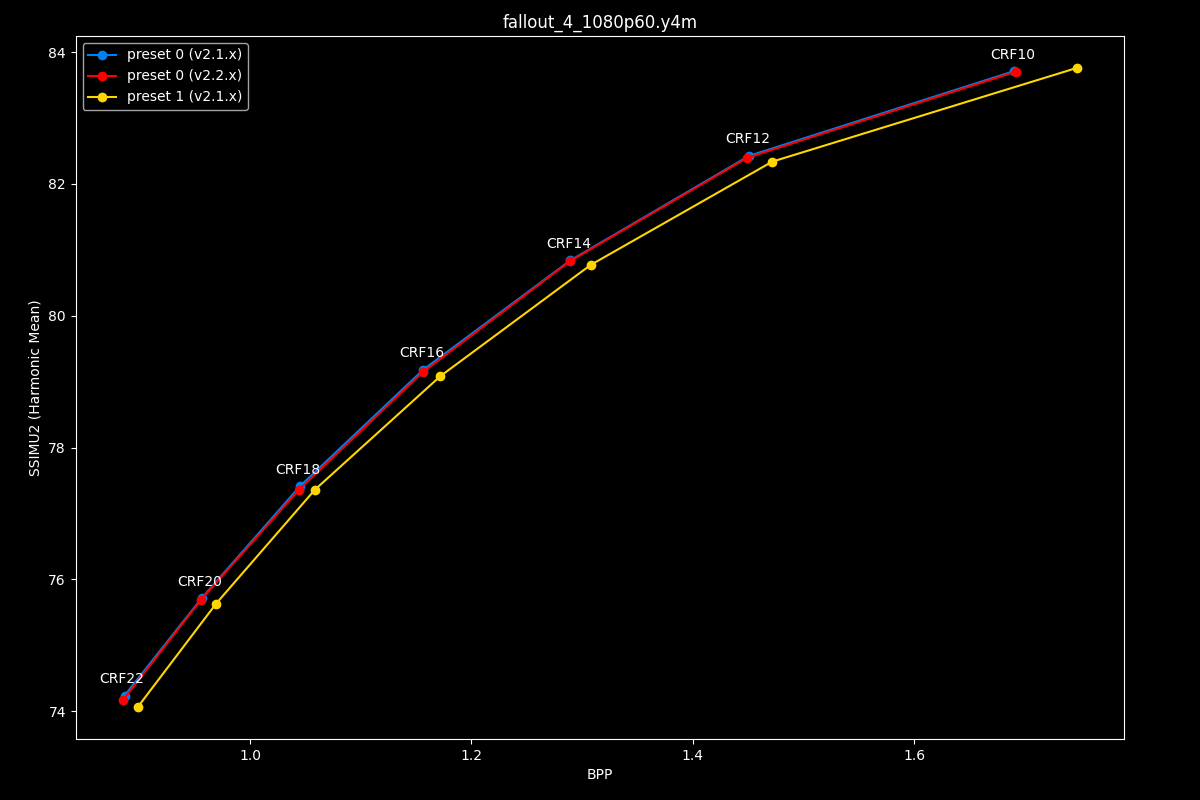 fallout_4_1080p60.y4m
preset 0 (v2.1.x)
preset 0 (v2.2.x)
preset 1 (v2.1.x)
CRF10
CRF12
CRF14
CRF16
CRF18
CRF20
CRF22
84
82
80
78
76
74
SSIMU2 (Harmonic Mean)
1.0
1.2
1.4
1.6
BPP